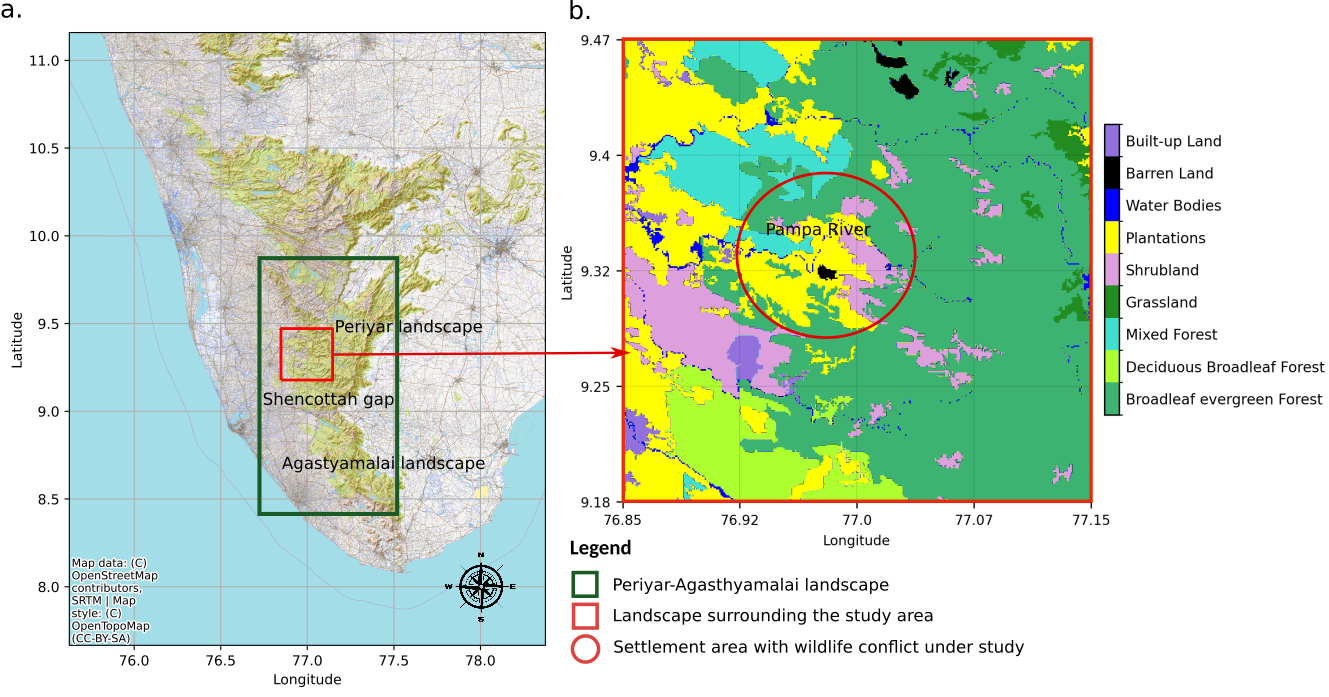 a.
11.0
10.5
10.0
9.5
9.0
8.5
8.0
Latitude
Periyar landscape
Shencottah gap
Agastyamalai landscape
Map data: (C)
OpenStreetMap
contributors,
SRTM | Map
style: (C)
OpenTopoMap
(CC-BY-SA)
N
W
E
S
76.0
76.5
77.0
77.5
78.0
Longitude
b.
9.47
9.4
9.32
9.25
9.18
Latitude
Pampa River
76.85
76.92
77.0
77.07
77.15
Longitude
Built-up Land
Barren Land
Water Bodies
Plantations
Shrubland
Grassland
Mixed Forest
Deciduous Broadleaf Forest
Broadleaf evergreen Forest
Legend
Periyar-Agasthyamalai landscape
Landscape surrounding the study area
Settlement area with wildlife conflict under study